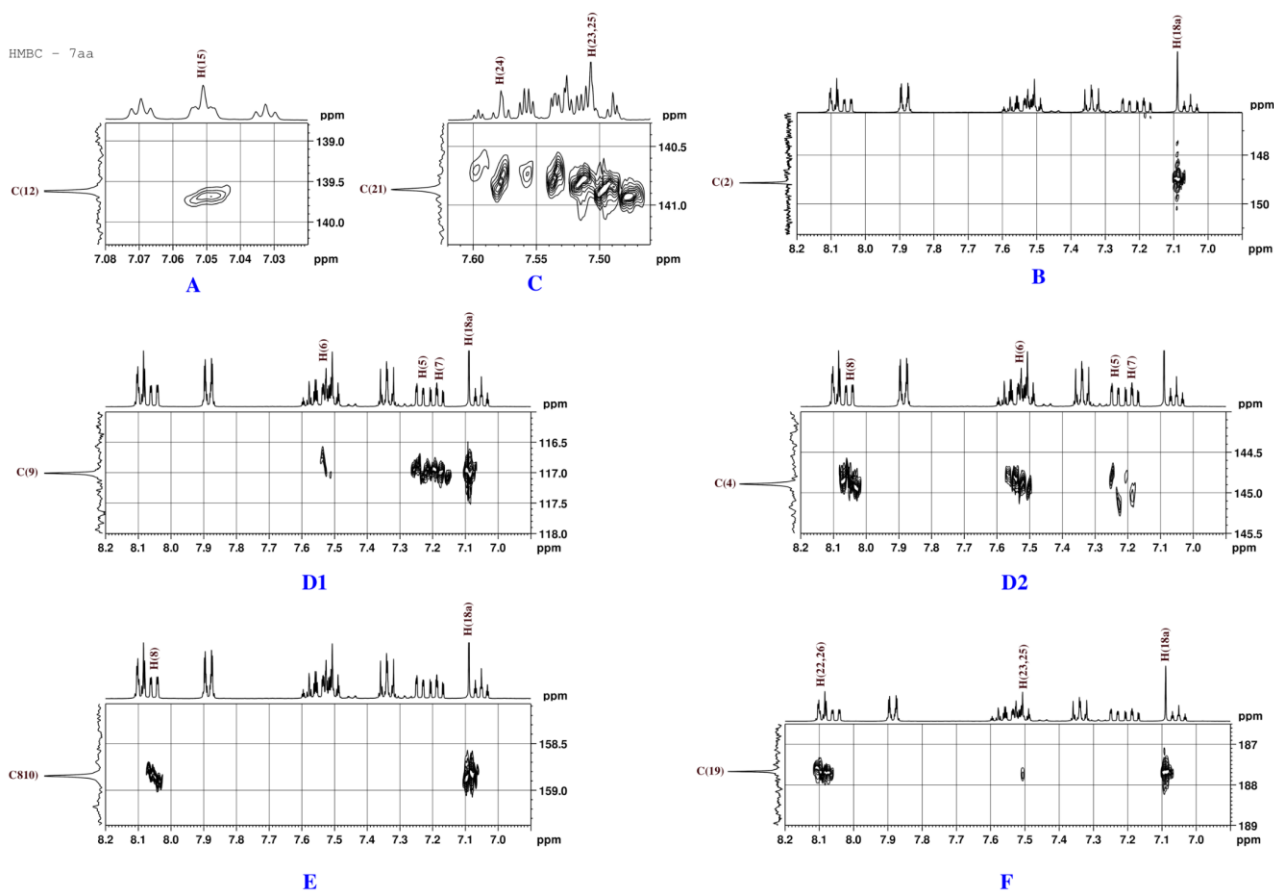 HMBC - 7aa
H(15)
ppm
139.0
139.5
140.0
C(12)
7.08 7.07 7.06 7.05 7.04 7.03 ppm
A
H(24)
H(23,25)
ppm
140.5
141.0
C(21)
7.60 7.55 7.50 ppm
C
H(18a)
ppm
148
150
C(2)
8.2 8.1 8.0 7.9 7.8 7.7 7.6 7.5 7.4 7.3 7.2 7.1 7.0 ppm
B
H(6)
H(5)
H(7)
H(18a)
ppm
116.5
117.0
117.5
118.0
C(9)
8.2 8.1 8.0 7.9 7.8 7.7 7.6 7.5 7.4 7.3 7.2 7.1 7.0 ppm
D1
H(8)
H(6)
H(5)
H(7)
ppm
144.5
145.0
145.5
C(4)
8.2 8.1 8.0 7.9 7.8 7.7 7.6 7.5 7.4 7.3 7.2 7.1 7.0 ppm
D2
H(8)
H(18a)
ppm
158.5
159.0
C810)
8.2 8.1 8.0 7.9 7.8 7.7 7.6 7.5 7.4 7.3 7.2 7.1 7.0 ppm
E
H(22,26)
H(23,25)
H(18a)
ppm
187
188
189
C(19)
8.2 8.1 8.0 7.9 7.8 7.7 7.6 7.5 7.4 7.3 7.2 7.1 7.0 ppm
F